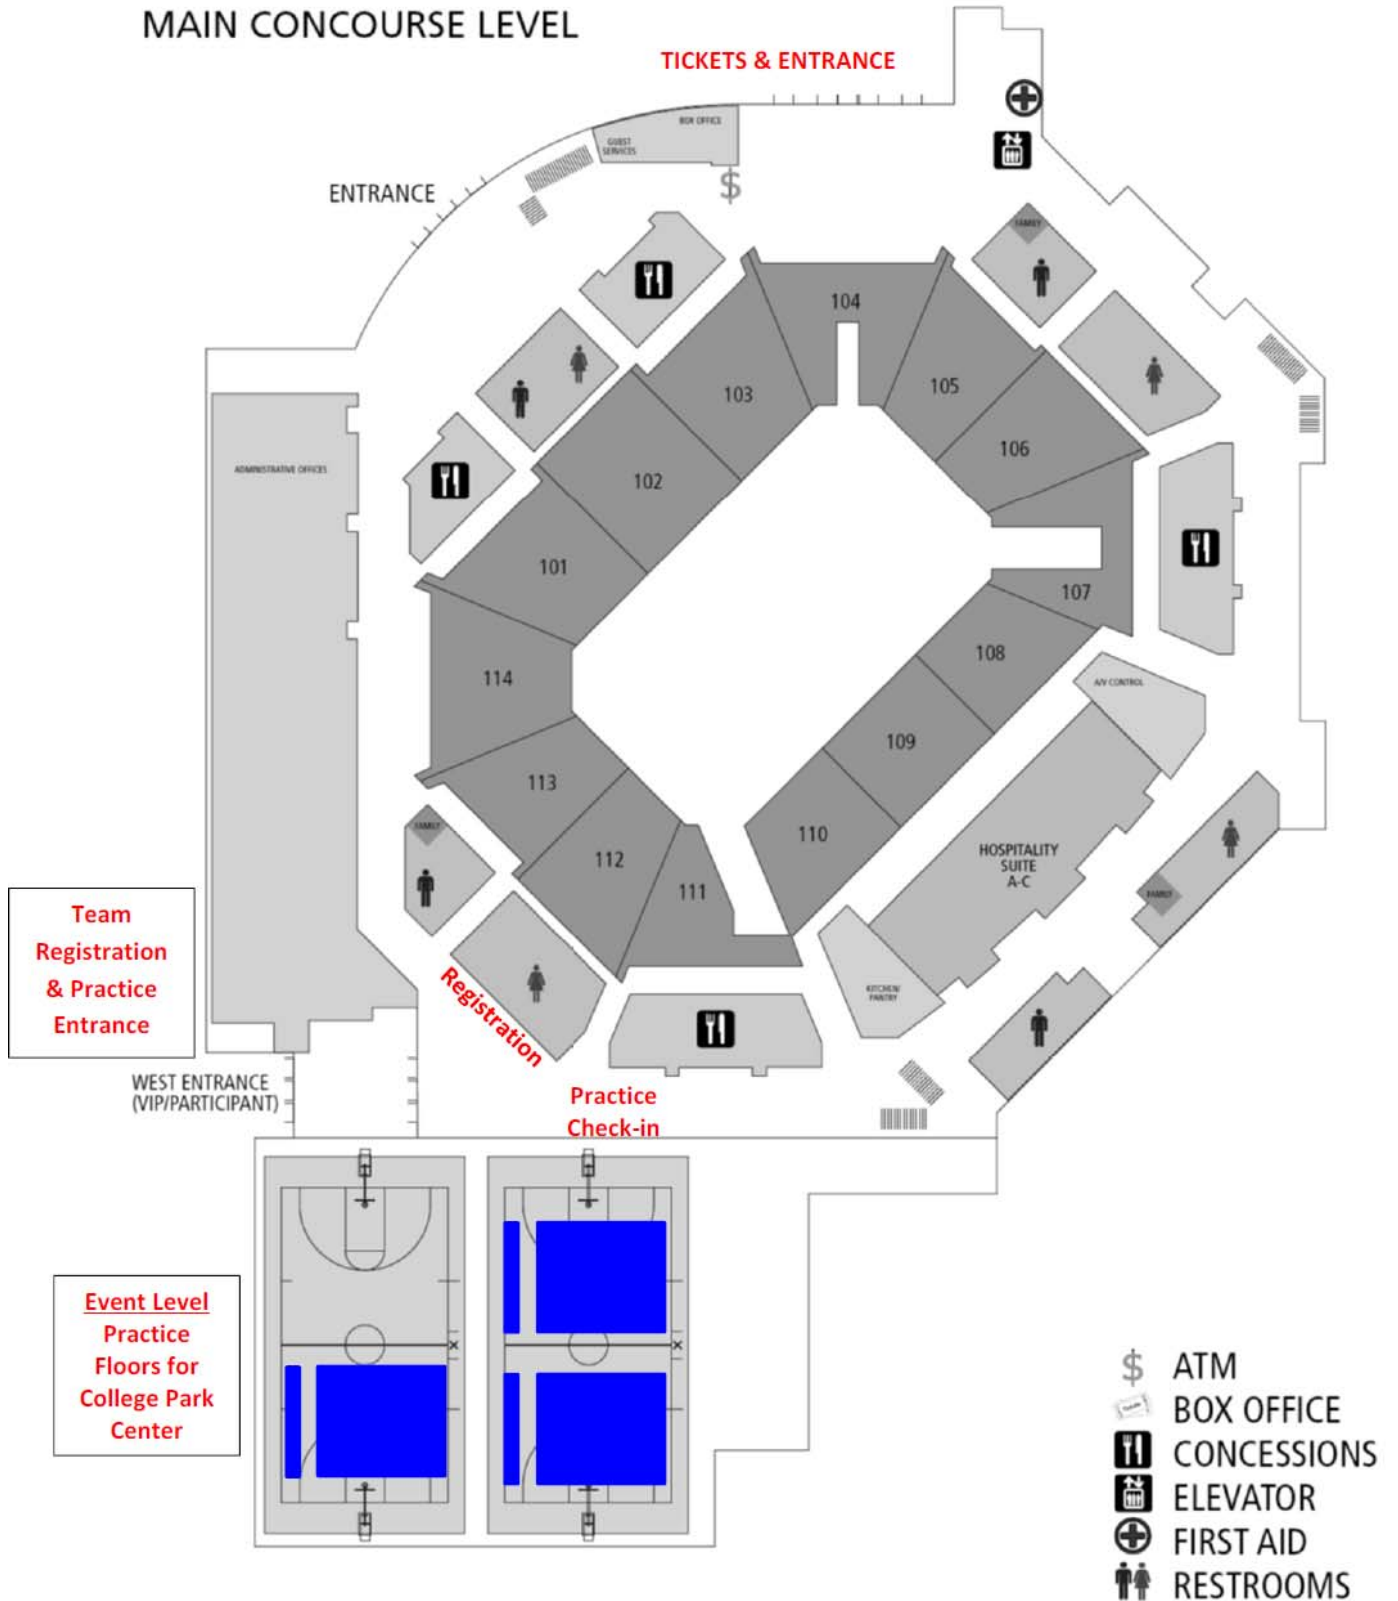 MAIN CONCOURSE LEVEL
TICKETS & ENTRANCE
BOX OFFICE
GUEST
SERVICES
$
ENTRANCE
FAMILY
104
103
105
106
102
101
107
108
114
109
113
110
112
111
ADMINISTRATIVE OFFICES
A/V CONTROL
FAMILY
HOSPITALITY
SUITE
A-C
FAMILY
KITCHEN/
PANTRY
Team
Registration
& Practice
Entrance
Registration
WEST ENTRANCE
(VIP/PARTICIPANT)
Practice
Check-in
Event Level
Practice
Floors for
College Park
Center
$ ATM
BOX OFFICE
CONCESSIONS
ELEVATOR
FIRST AID
RESTROOMS